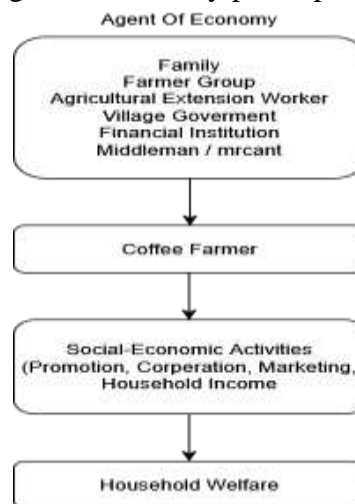 Agent Of Economy
Family
Farmer Group
Agricultural Extension Worker
Village Goverment
Financial Institution
Middleman / mrcant
Coffee Farmer
Social-Economic Activities
(Promotion, Corperation, Marketing,
Household Income
Household Welfare